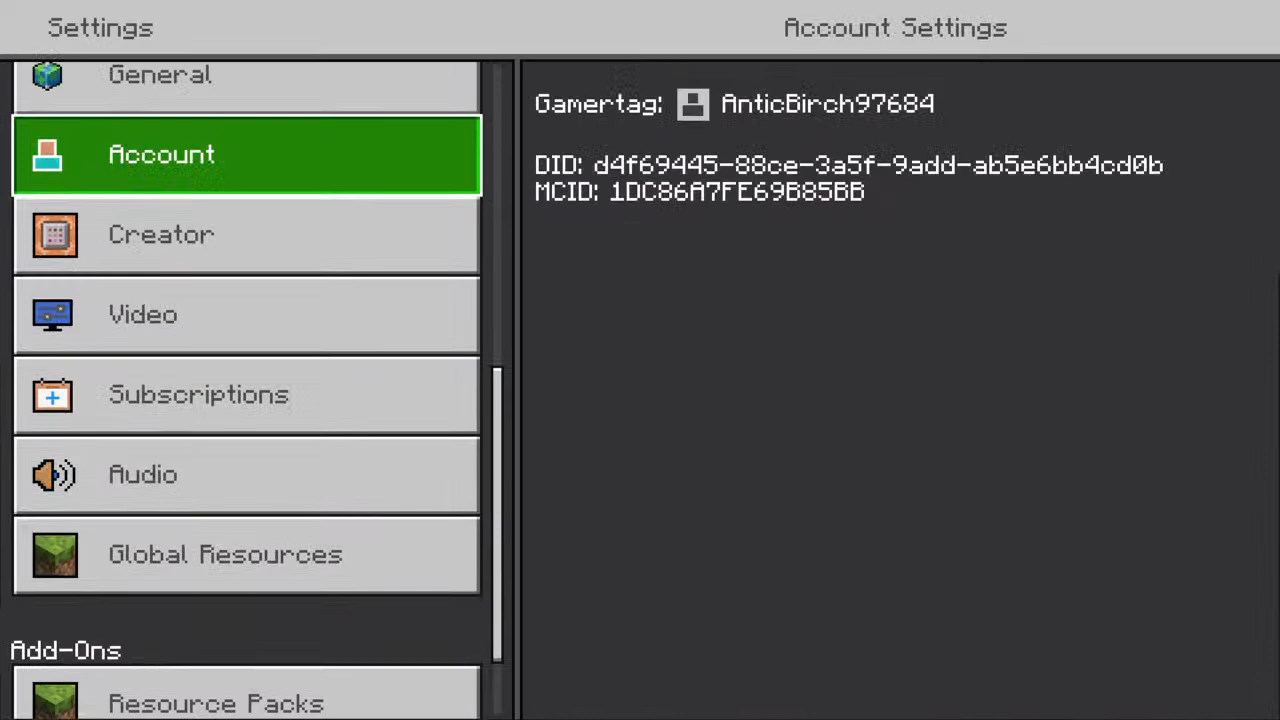 Settings
Account Settings
General
Account
Creator
Video
Subscriptions
Audio
Global Resources
Add-Ons
Resource Packs
Gamertag: AnticBirch97684
DID: d4f69445-88ce-3a5f-9add-ab5e6bb4cd0b
MCID: 1DC86A7FE69B85BB